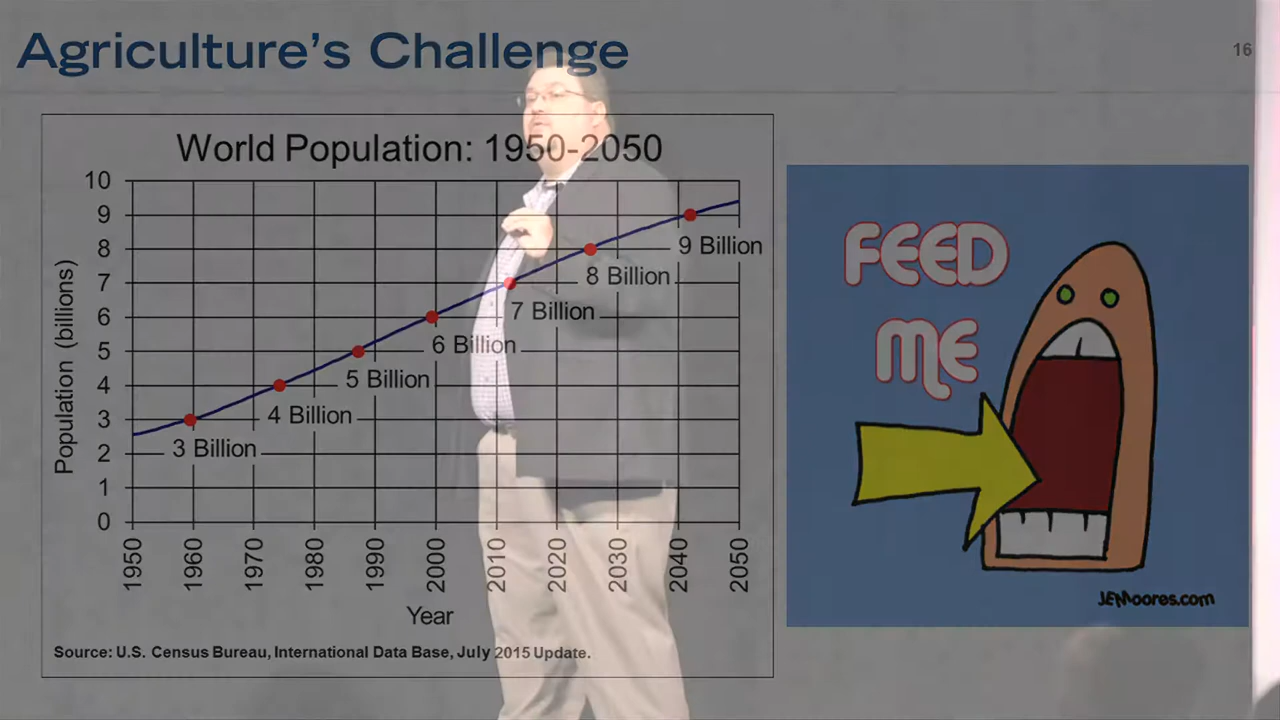 Agriculture's Challenge
16
World Population: 1950-2050
Population (billions)
10
9
8
7
6
5
4
3
2
1
0
3 Billion
4 Billion
5 Billion
6 Billion
7 Billion
8 Billion
9 Billion
1950
1960
1970
1980
1990
2000
2010
2020
2030
2040
2050
Year
Source: U.S. Census Bureau, International Data Base, July 2015 Update.
FEED
ME
JEMoores.com